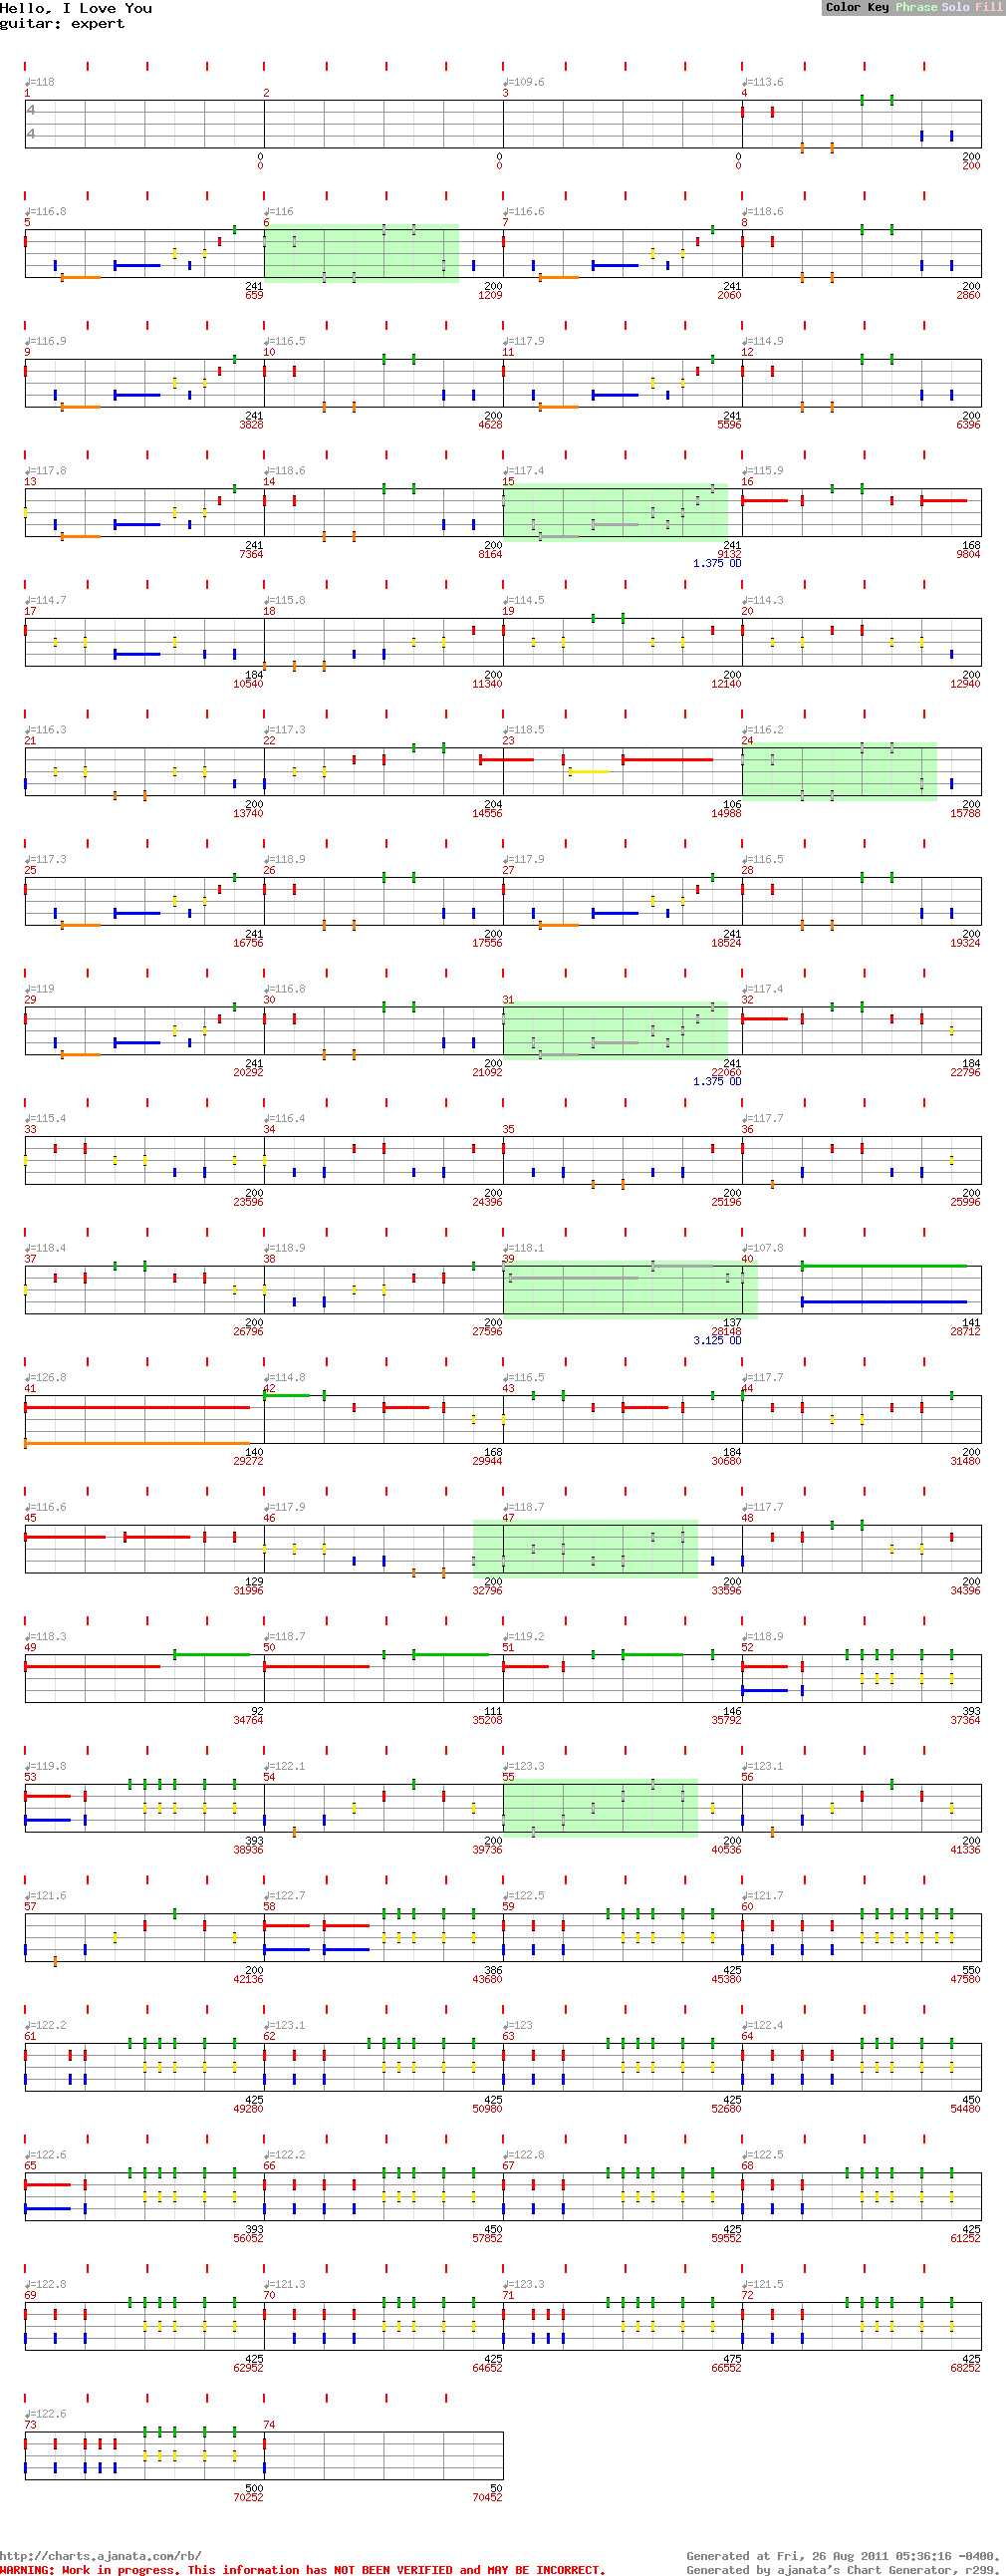 Hello, I Love You
guitar: expert
Color Key Phrase Solo Fill
♩=118 ♩=109.6 ♩=113.6
1 2 3 4
4
4
0 0 0 200
0 0 0 200
♩=116.8 ♩=116 ♩=116.6 ♩=118.6
5 6 7 8
241 200 241 200
659 1209 2060 2860
♩=116.9 ♩=116.5 ♩=117.9 ♩=114.9
9 10 11 12
241 200 241 200
3828 4628 5596 6396
♩=117.8 ♩=118.6 ♩=117.4 ♩=115.9
13 14 15 16
241 200 241 168
7364 8164 9132 9804
1.375 OD
♩=114.7 ♩=115.8 ♩=114.5 ♩=114.3
17 18 19 20
184 200 200 200
10540 11340 12140 12940
♩=116.3 ♩=117.3 ♩=118.5 ♩=116.2
21 22 23 24
200 204 106 200
13740 14556 14988 15788
♩=117.3 ♩=118.9 ♩=117.9 ♩=116.5
25 26 27 28
241 200 241 200
16756 17556 18524 19324
♩=119 ♩=116.8 ♩=117.4
29 30 31 32
241 200 241 184
20292 21092 22060 22796
1.375 OD
♩=115.4 ♩=116.4 ♩=117.7
33 34 35 36
200 200 200 200
23596 24396 25196 25996
♩=118.4 ♩=118.9 ♩=118.1 ♩=107.8
37 38 39 40
200 200 137 141
26796 27596 28148 28712
3.125 OD
♩=126.8 ♩=114.8 ♩=116.5 ♩=117.7
41 42 43 44
140 168 184 200
29272 29944 30680 31480
♩=116.6 ♩=117.9 ♩=118.7 ♩=117.7
45 46 47 48
129 200 200 200
31996 32796 33596 34396
♩=118.3 ♩=118.7 ♩=119.2 ♩=118.9
49 50 51 52
92 111 146 393
34764 35208 35792 37364
♩=119.8 ♩=122.1 ♩=123.3 ♩=123.1
53 54 55 56
393 200 200 200
38936 39736 40536 41336
♩=121.6 ♩=122.7 ♩=122.5 ♩=121.7
57 58 59 60
200 386 425 550
42136 43680 45380 47580
♩=122.2 ♩=123.1 ♩=123 ♩=122.4
61 62 63 64
425 425 425 450
49280 50980 52680 54480
♩=122.6 ♩=122.2 ♩=122.8 ♩=122.5
65 66 67 68
393 450 425 425
56052 57852 59552 61252
♩=122.8 ♩=121.3 ♩=123.3 ♩=121.5
69 70 71 72
425 425 475 425
62952 64652 66552 68252
♩=122.6
73 74
500 50
70252 70452
http://charts.ajanata.com/rb/
Generated at Fri, 26 Aug 2011 05:36:16 -0400.
WARNING: Work in progress. This information has NOT BEEN VERIFIED and MAY BE INCORRECT.
Generated by ajanata's Chart Generator, r299.